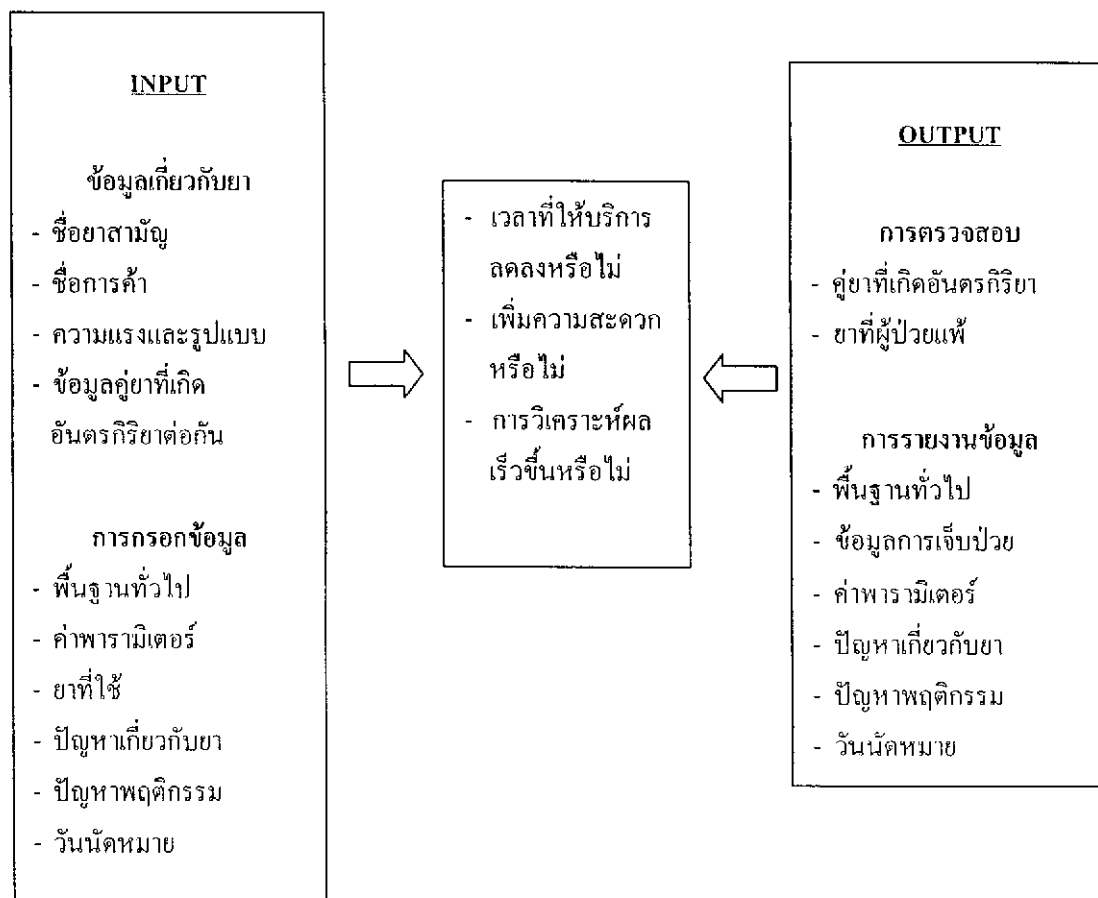 INPUT
ข้อมูลเกี่ยวกับยา
- ชื่อยาสามัญ
- ชื่อการค้า
- ความแรงและรูปแบบ
- ข้อมูลคู่ยาที่เกิด
อันตรกิริยาต่อกัน
การกรอกข้อมูล
- พื้นฐานทั่วไป
- ค่าพารามิเตอร์
- ยาที่ใช้
- ปัญหาเกี่ยวกับยา
- ปัญหาพฤติกรรม
- วันนัดหมาย
- เวลาที่ให้บริการ
ลดลงหรือไม่
- เพิ่มความสะดวก
หรือไม่
- การวิเคราะห์ผล
เร็วขึ้นหรือไม่
OUTPUT
การตรวจสอบ
- คู่ยาที่เกิดอันตรกิริยา
- ยาที่ผู้ป่วยแพ้
การรายงานข้อมูล
- พื้นฐานทั่วไป
- ข้อมูลการเจ็บป่วย
- ค่าพารามิเตอร์
- ปัญหาเกี่ยวกับยา
- ปัญหาพฤติกรรม
- วันนัดหมาย